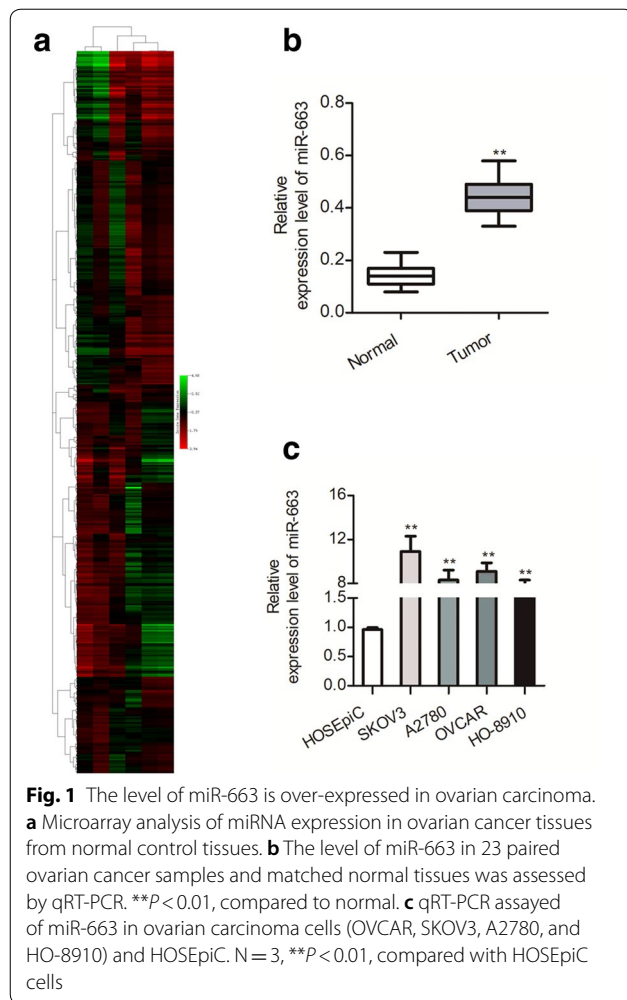 a
b
Relative
expression level of miR-663
0.8
0.6
0.4
0.2
0.0
**
Normal
Tumor
c
Relative
expression level of miR-663
16
12
8
1.5
1.0
0.5
0.0
**
**
**
**
HOSEpiC
SKOV3
A2780
OVCAR
HO-8910
Fig. 1 The level of miR-663 is over-expressed in ovarian carcinoma.
a Microarray analysis of miRNA expression in ovarian cancer tissues
from normal control tissues. b The level of miR-663 in 23 paired
ovarian cancer samples and matched normal tissues was assessed
by qRT-PCR. **P < 0.01, compared to normal. c qRT-PCR assayed
of miR-663 in ovarian carcinoma cells (OVCAR, SKOV3, A2780, and
HO-8910) and HOSEpiC. N = 3, **P < 0.01, compared with HOSEpiC
cells